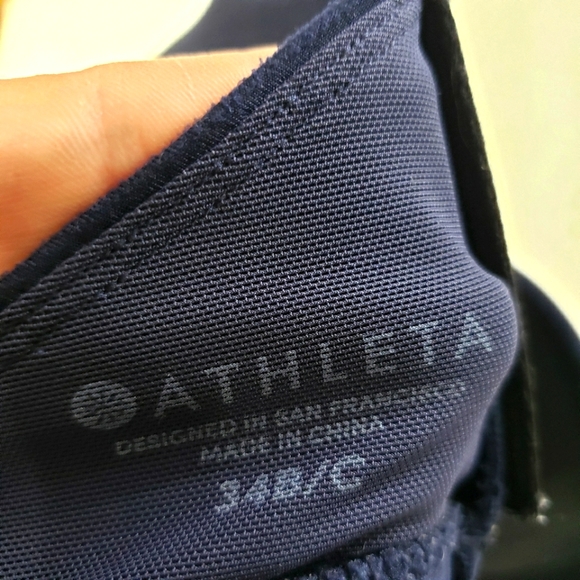 ATHLETA
DESIGNED IN SAN FRANCISCO
MADE IN CHINA
34B/C